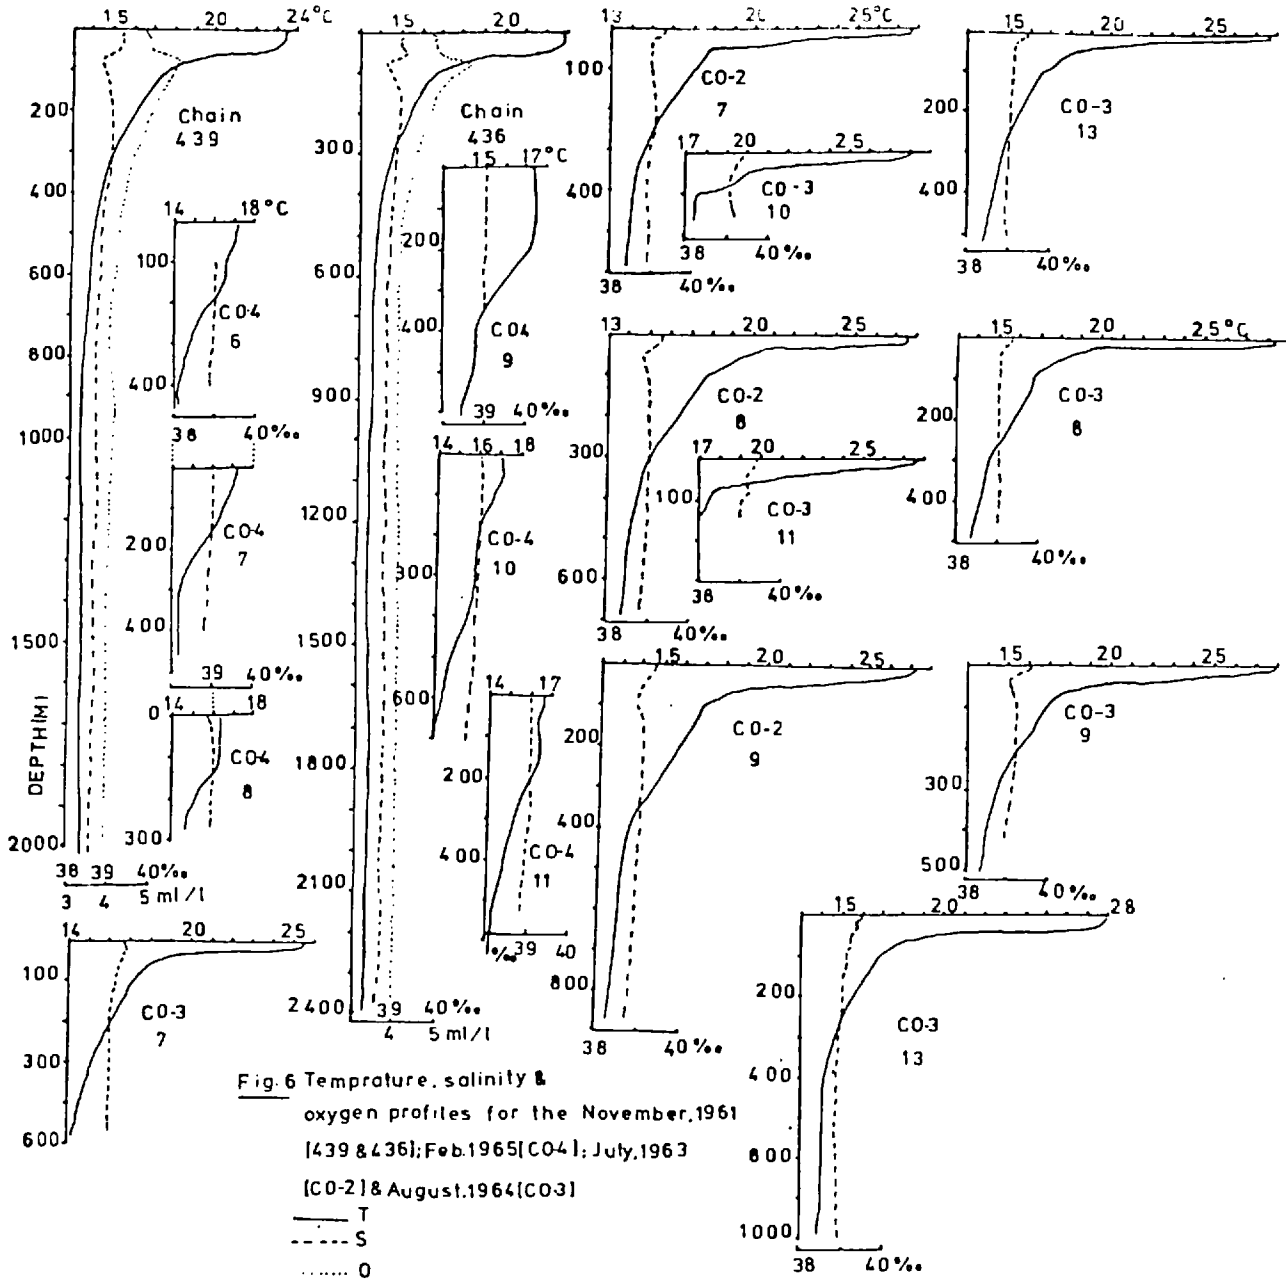 15 20 24°C
200
400
600
800
1000
1500
2000
DEPTH(M)
Chain
439
38 39 40‰
3 4 5 ml/l
14 18°C
100
400
CO-4
6
38 40‰
200
400
CO-4
7
39 40‰
14 18
0
300
CO-4
8
14 20 25
100
300
600
CO-3
7
15 20
300
600
900
1200
1500
1800
2100
2400
Chain
436
39 40‰
4 5 ml/l
15 17°C
200
400
CO4
9
39 40‰
14 16 18
300
600
CO-4
10
14 17
200
400
CO-4
11
‰ 39 40
13 20 25°C
100
400
CO-2
7
38 40‰
17 20 25
CO-3
10
38 40‰
13 20 25
300
600
CO-2
8
38 40‰
17 20 25
100
CO-3
11
38 40‰
15 20 25
200
400
800
CO-2
9
38 40‰
15 20 25
200
400
CO-3
13
38 40‰
15 20 25°C
200
400
CO-3
8
40‰
15 20 25
300
500
CO-3
9
38 40‰
15 20 28
200
400
800
1000
CO-3
13
38 40‰
Fig. 6 Temprature, salinity &
oxygen profiles for the November,1961
[439 & 436]; Feb.1965[CO4]; July,1963
[CO-2] & August.1964[CO3]
T
S
O